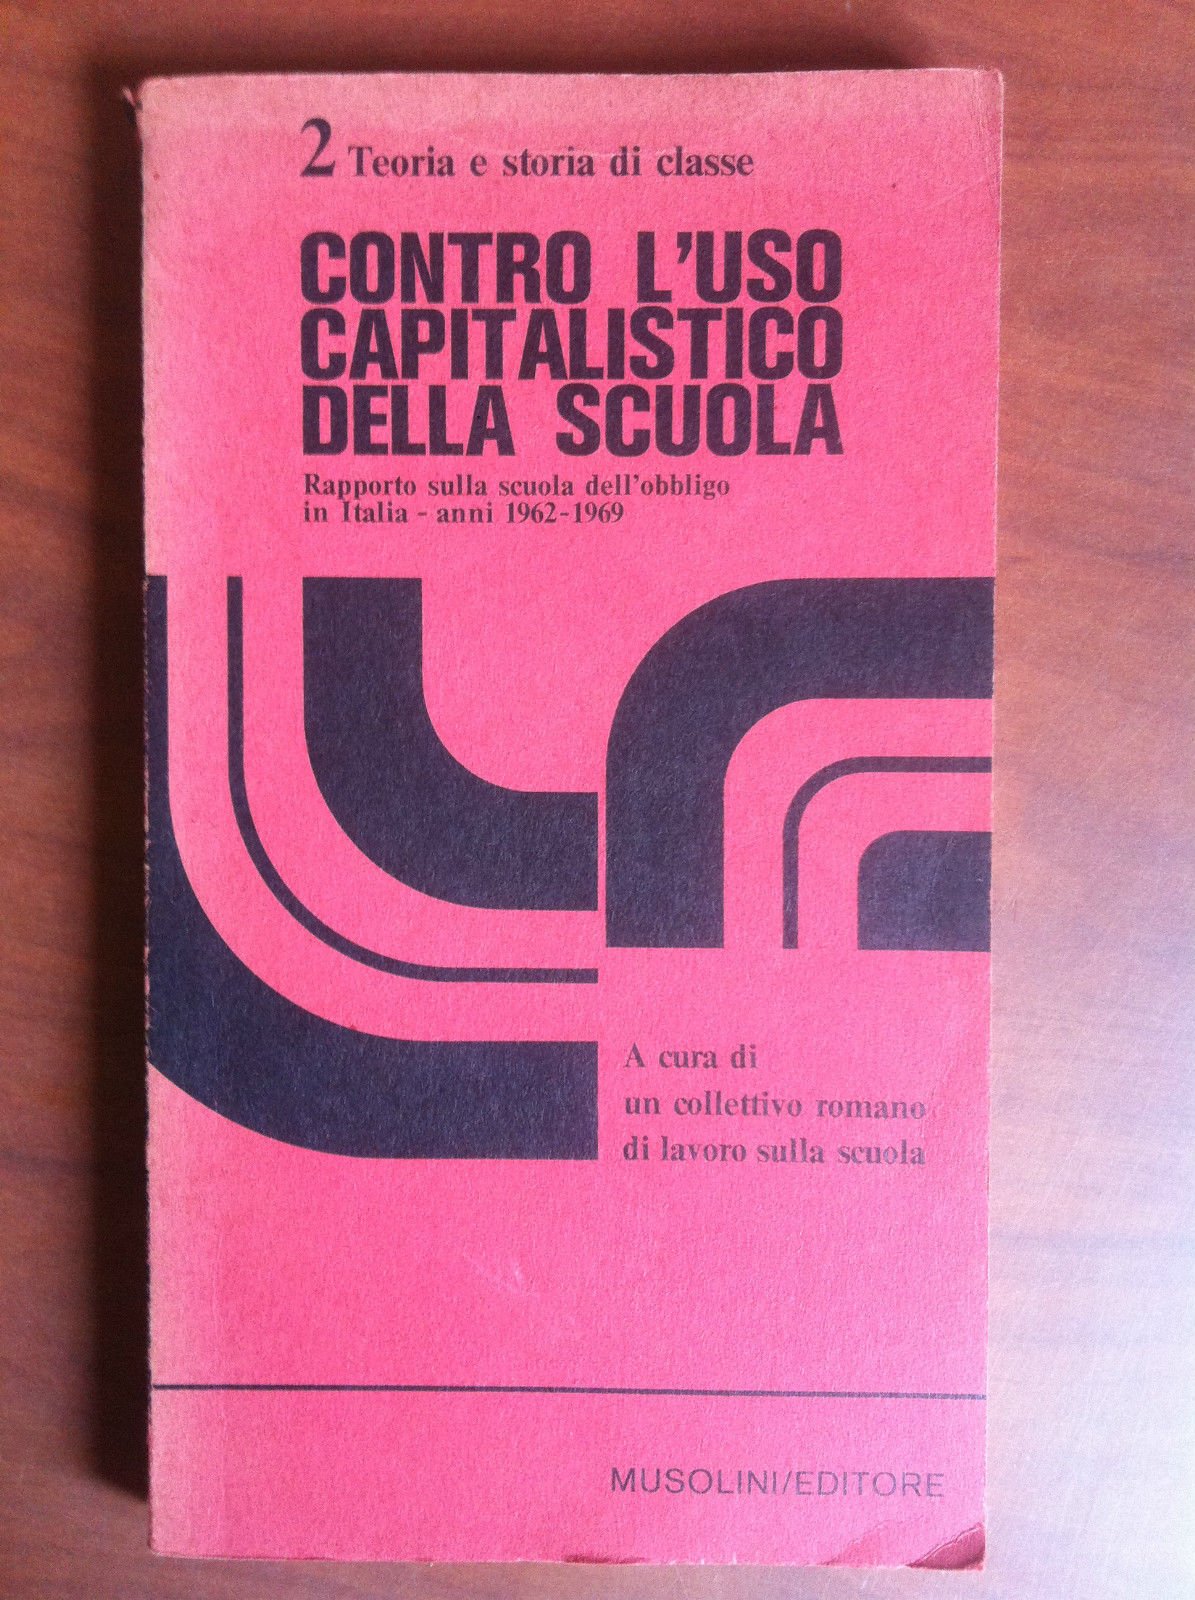 2 Teoria e storia di classe
CONTRO L'USO
CAPITALISTICO
DELLA SCUOLA
Rapporto sulla scuola dell'obbligo
in Italia - anni 1962-1969
A cura di
un collettivo romano
di lavoro sulla scuola
MUSOLINI/EDITORE